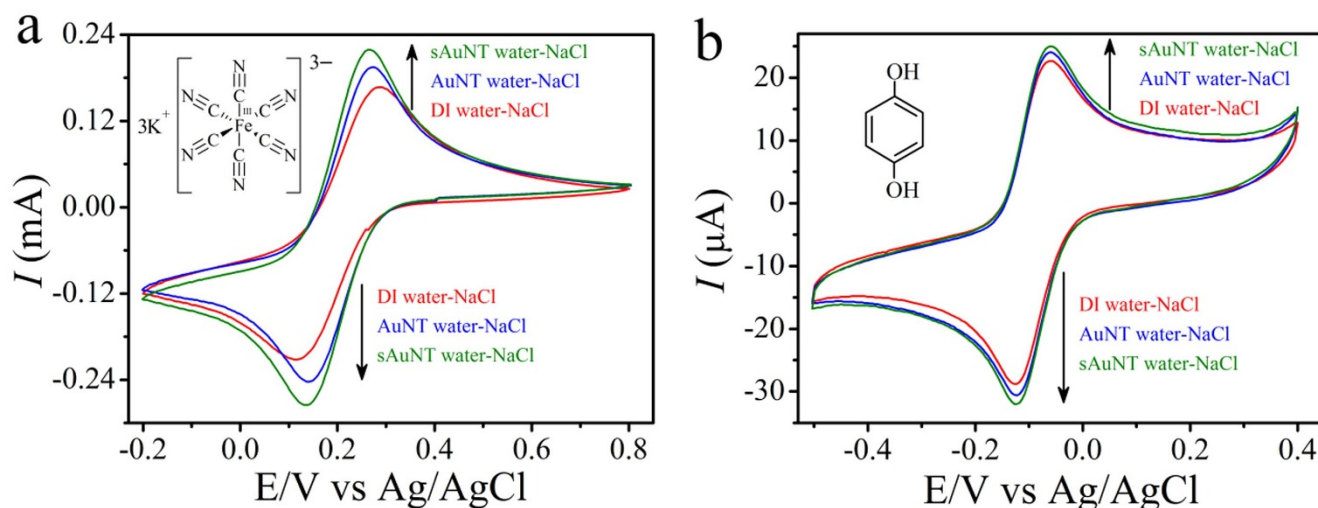 a
0.24
0.12
0.00
-0.12
-0.24
I (mA)
3K+
3−
N
C
N
C
C
N
III
Fe
N
C
C
N
C
N
sAuNT water-NaCl
AuNT water-NaCl
DI water-NaCl
DI water-NaCl
AuNT water-NaCl
sAuNT water-NaCl
-0.2 0.0 0.2 0.4 0.6 0.8
E/V vs Ag/AgCl
b
20
10
0
-10
-20
-30
I (μA)
OH
OH
sAuNT water-NaCl
AuNT water-NaCl
DI water-NaCl
DI water-NaCl
AuNT water-NaCl
sAuNT water-NaCl
-0.4 -0.2 0.0 0.2 0.4
E/V vs Ag/AgCl